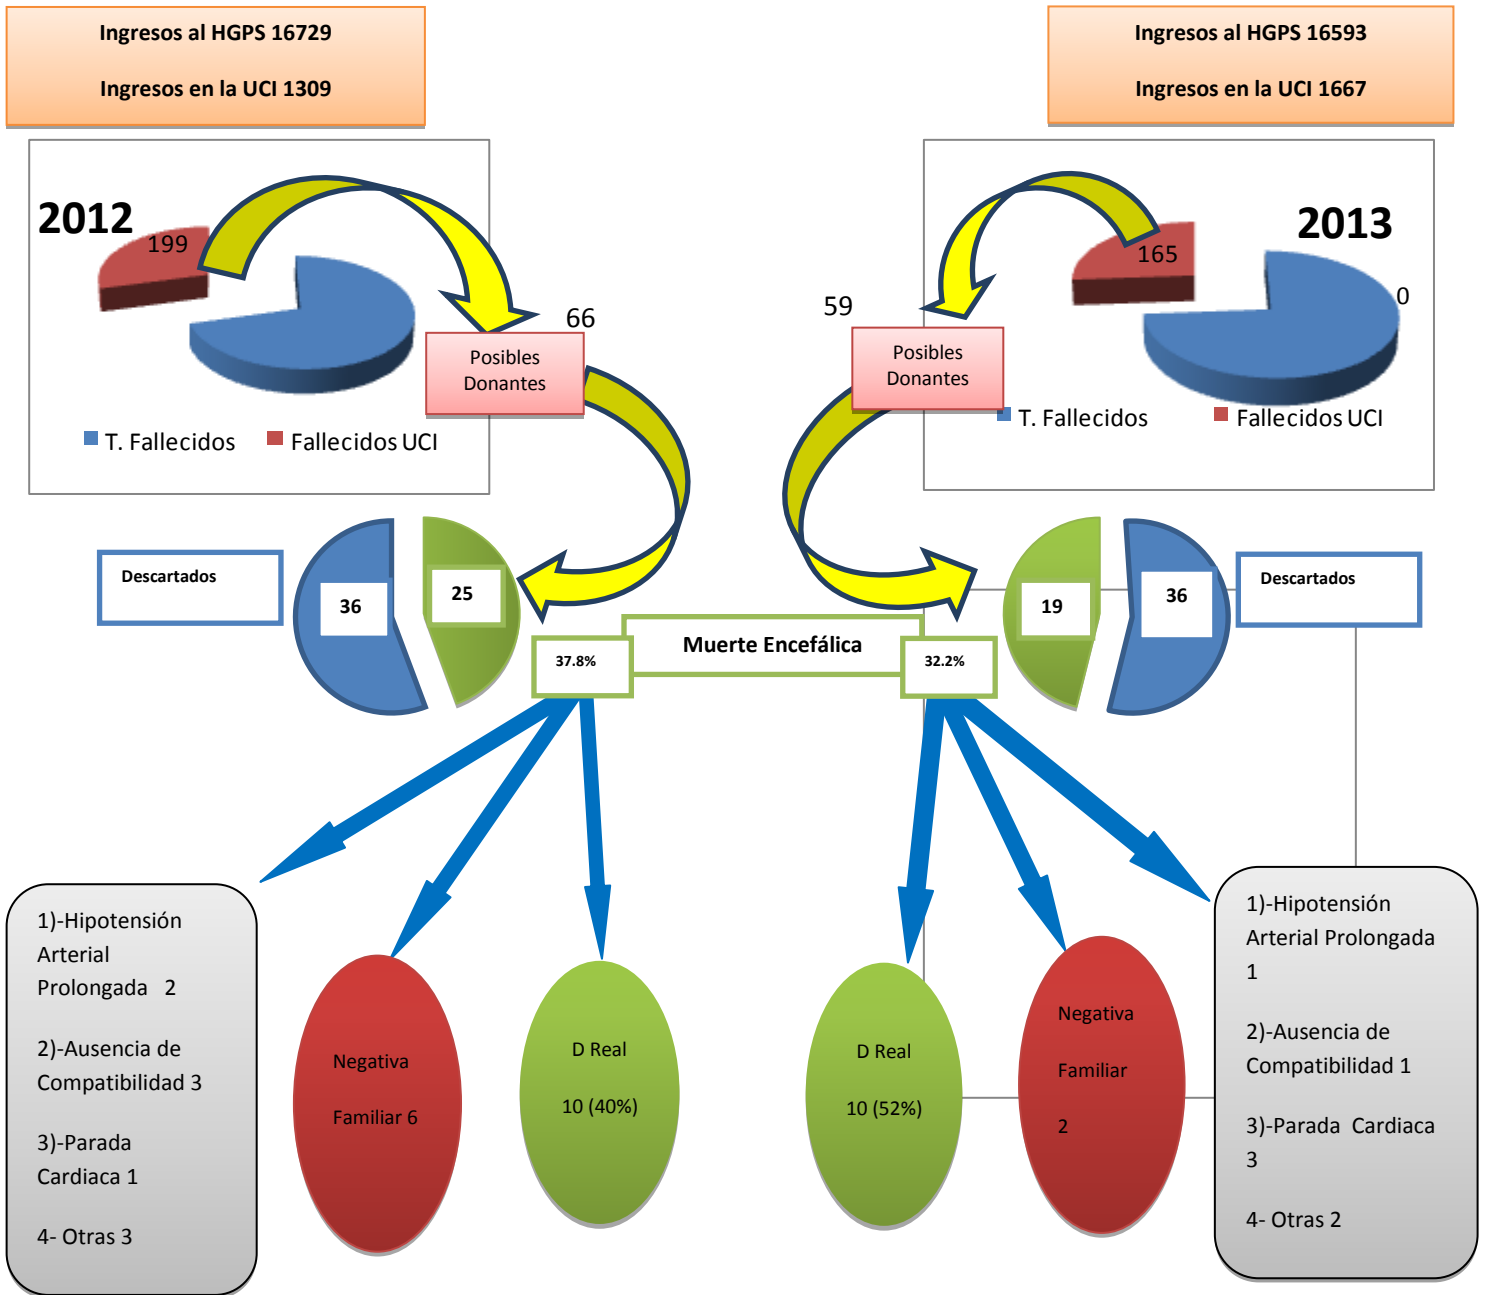 Ingresos al HGPS 16729
Ingresos en la UCI 1309
Ingresos al HGPS 16593
Ingresos en la UCI 1667
2012
199
66
Posibles
Donantes
T. Fallecidos
Fallecidos UCI
2013
165
0
59
Posibles
Donantes
T. Fallecidos
Fallecidos UCI
Descartados
36
25
19
36
Descartados
37.8%
Muerte Encefálica
32.2%
1)-Hipotensión
Arterial
Prolongada 2
2)-Ausencia de
Compatibilidad 3
3)-Parada
Cardiaca 1
4- Otras 3
Negativa
Familiar 6
D Real
10 (40%)
D Real
10 (52%)
Negativa
Familiar
2
1)-Hipotensión
Arterial Prolongada
1
2)-Ausencia de
Compatibilidad 1
3)-Parada Cardiaca
3
4- Otras 2